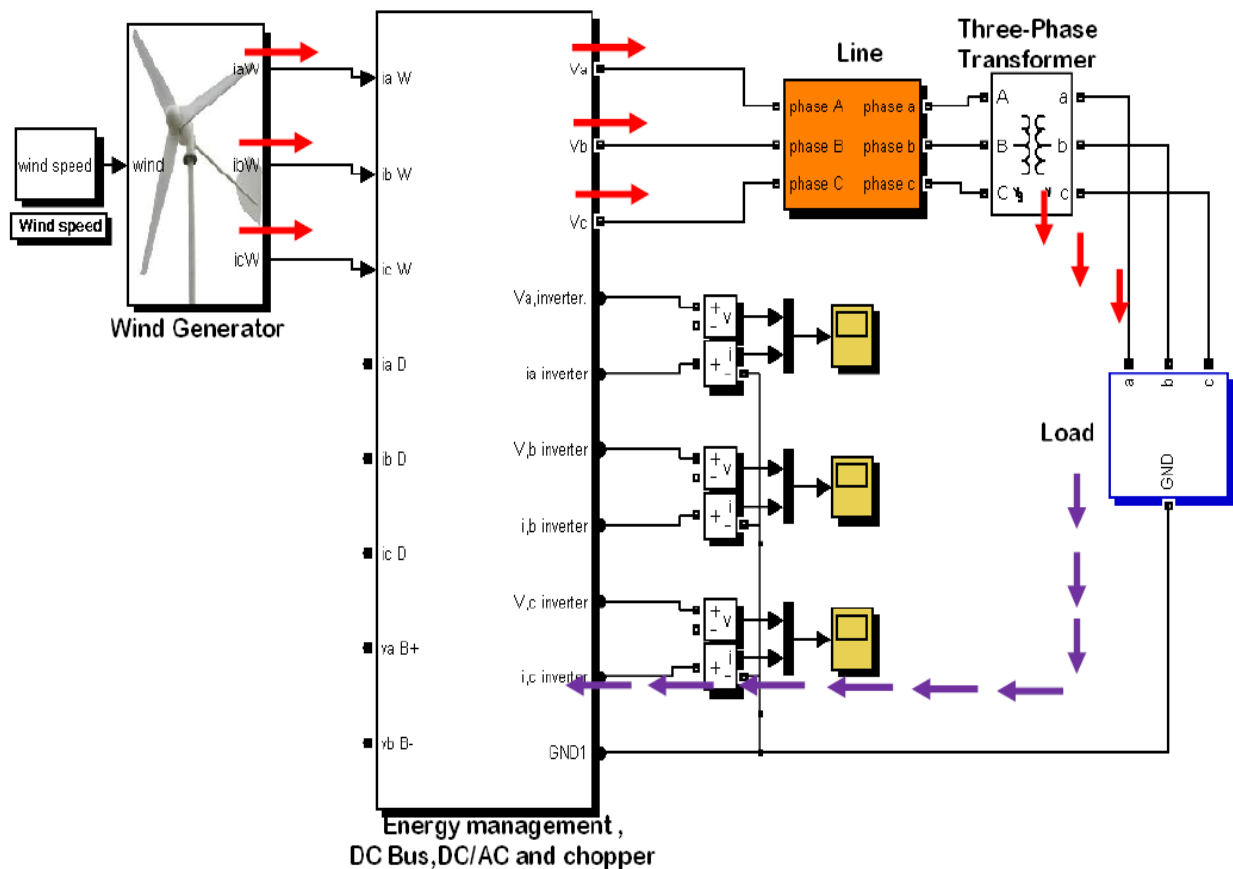 wind speed
Wind speed
wind
iaW
ibW
icW
Wind Generator
ia W
ib W
ic W
ia D
ib D
ic D
va B+
vb B-
Va
Vb
Vc
Va,inverter.
ia inverter
V,b inverter
i,b inverter
V,c inverter
i,c inverter
GND1
Energy management ,
DC Bus,DC/AC and chopper
Line
phase A
phase B
phase C
phase a
phase b
phase c
Three-Phase
Transformer
A
B
C
a
b
c
+
-
v
+
-
i
+
-
v
+
-
i
+
-
v
+
-
i
Load
a
b
c
GND